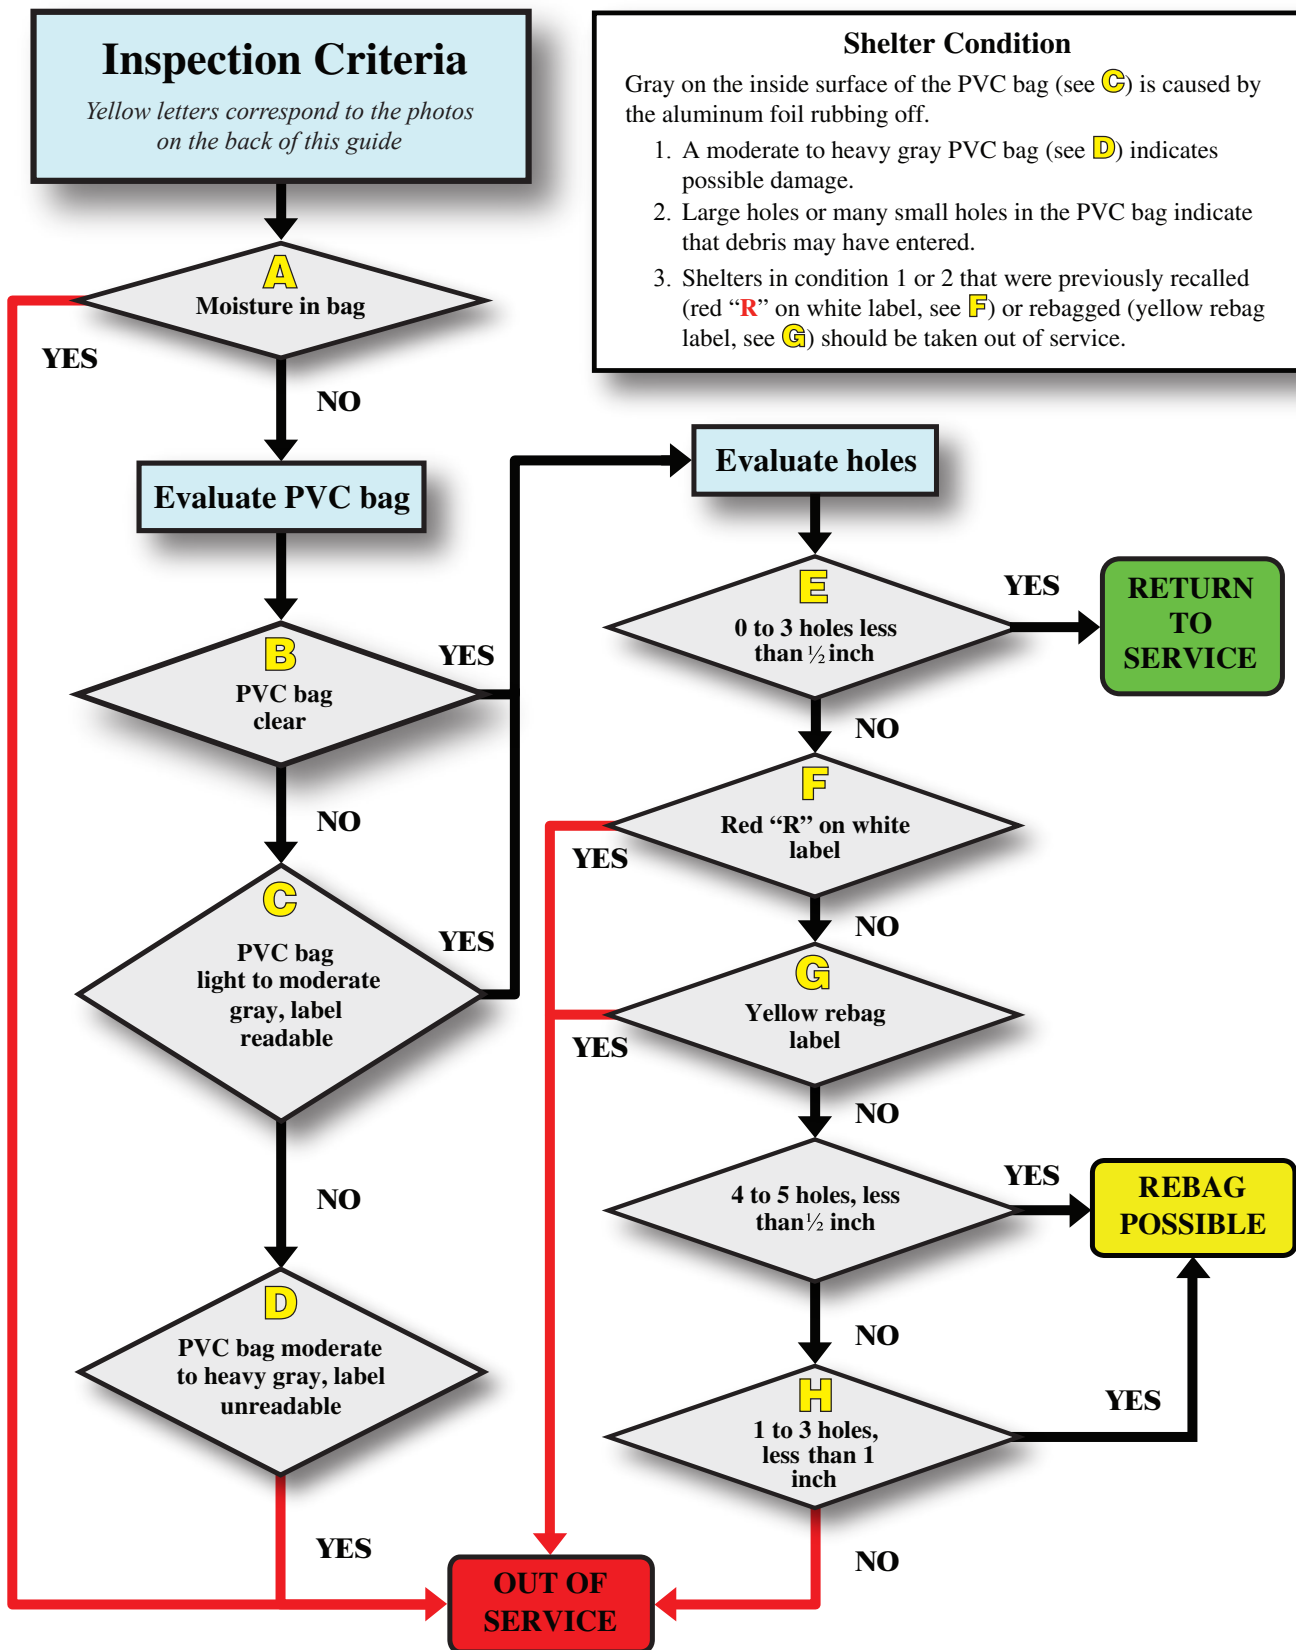 Inspection Criteria
Yellow letters correspond to the photos
on the back of this guide
Shelter Condition
Gray on the inside surface of the PVC bag (see C) is caused by
the aluminum foil rubbing off.
1. A moderate to heavy gray PVC bag (see D) indicates
possible damage.
2. Large holes or many small holes in the PVC bag indicate
that debris may have entered.
3. Shelters in condition 1 or 2 that were previously recalled
(red “R” on white label, see F) or rebagged (yellow rebag
label, see G) should be taken out of service.
A
Moisture in bag
YES
NO
Evaluate PVC bag
B
PVC bag
clear
YES
NO
C
PVC bag
light to moderate
gray, label
readable
YES
NO
D
PVC bag moderate
to heavy gray, label
unreadable
YES
Evaluate holes
E
0 to 3 holes less
than ½ inch
YES
RETURN
TO
SERVICE
NO
F
Red “R” on white
label
YES
NO
G
Yellow rebag
label
YES
NO
4 to 5 holes, less
than ½ inch
YES
REBAG
POSSIBLE
NO
H
1 to 3 holes,
less than 1
inch
YES
NO
OUT OF
SERVICE